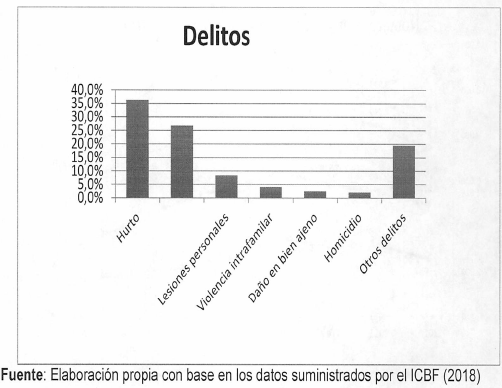 Delitos
40,0%
35,0%
30,0%
25,0%
20,0%
15,0%
10,0%
5,0%
0,0%
Hurto
Lesiones personales
Violencia intrafamilar
Daño en bien ajeno
Homicidio
Otros delitos
Fuente: Elaboración propia con base en los datos suministrados por el ICBF (2018)